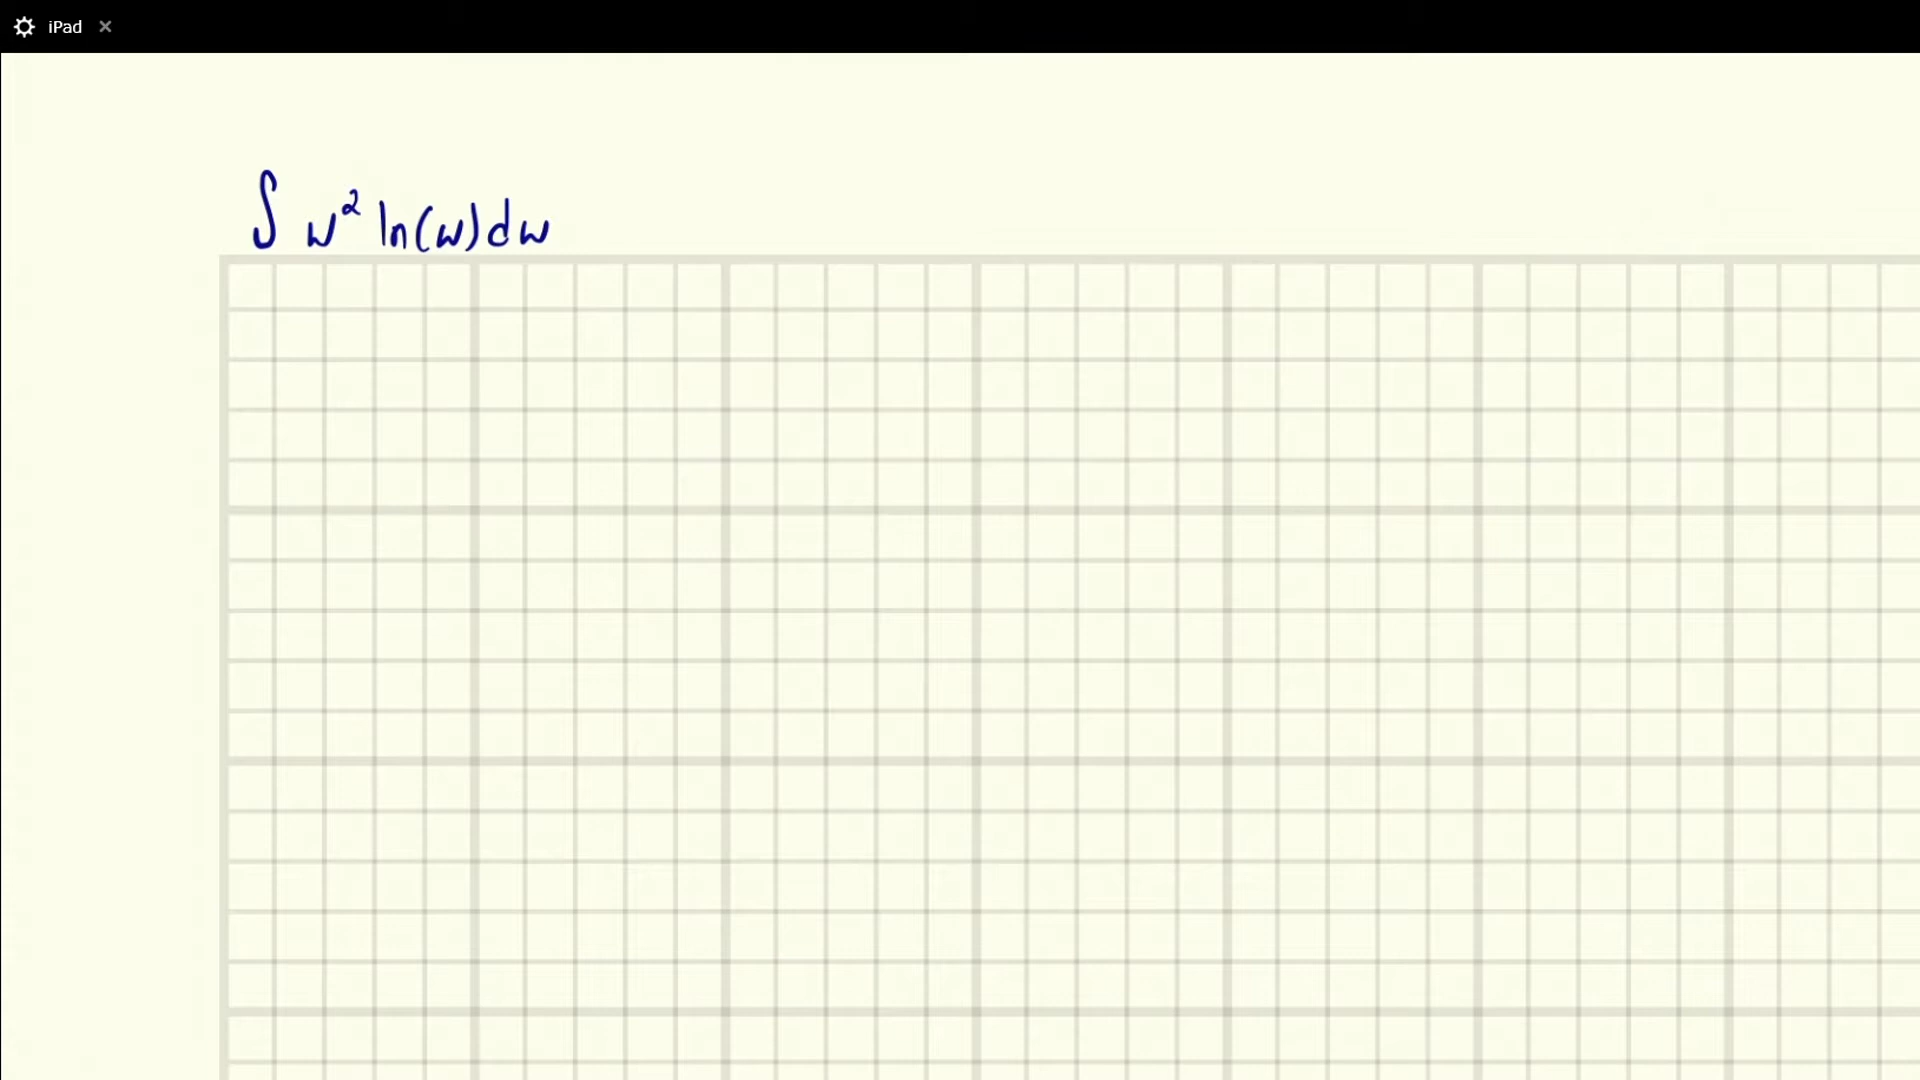 iPad ×
∫ w² ln(w) dw